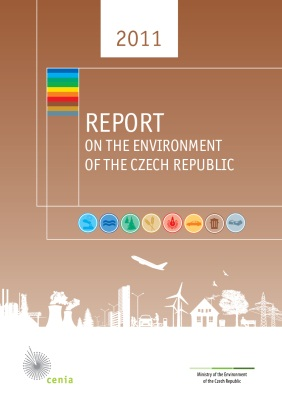 2011
REPORT
ON THE ENVIRONMENT
OF THE CZECH REPUBLIC
cenia
Ministry of the Environment
of the Czech Republic